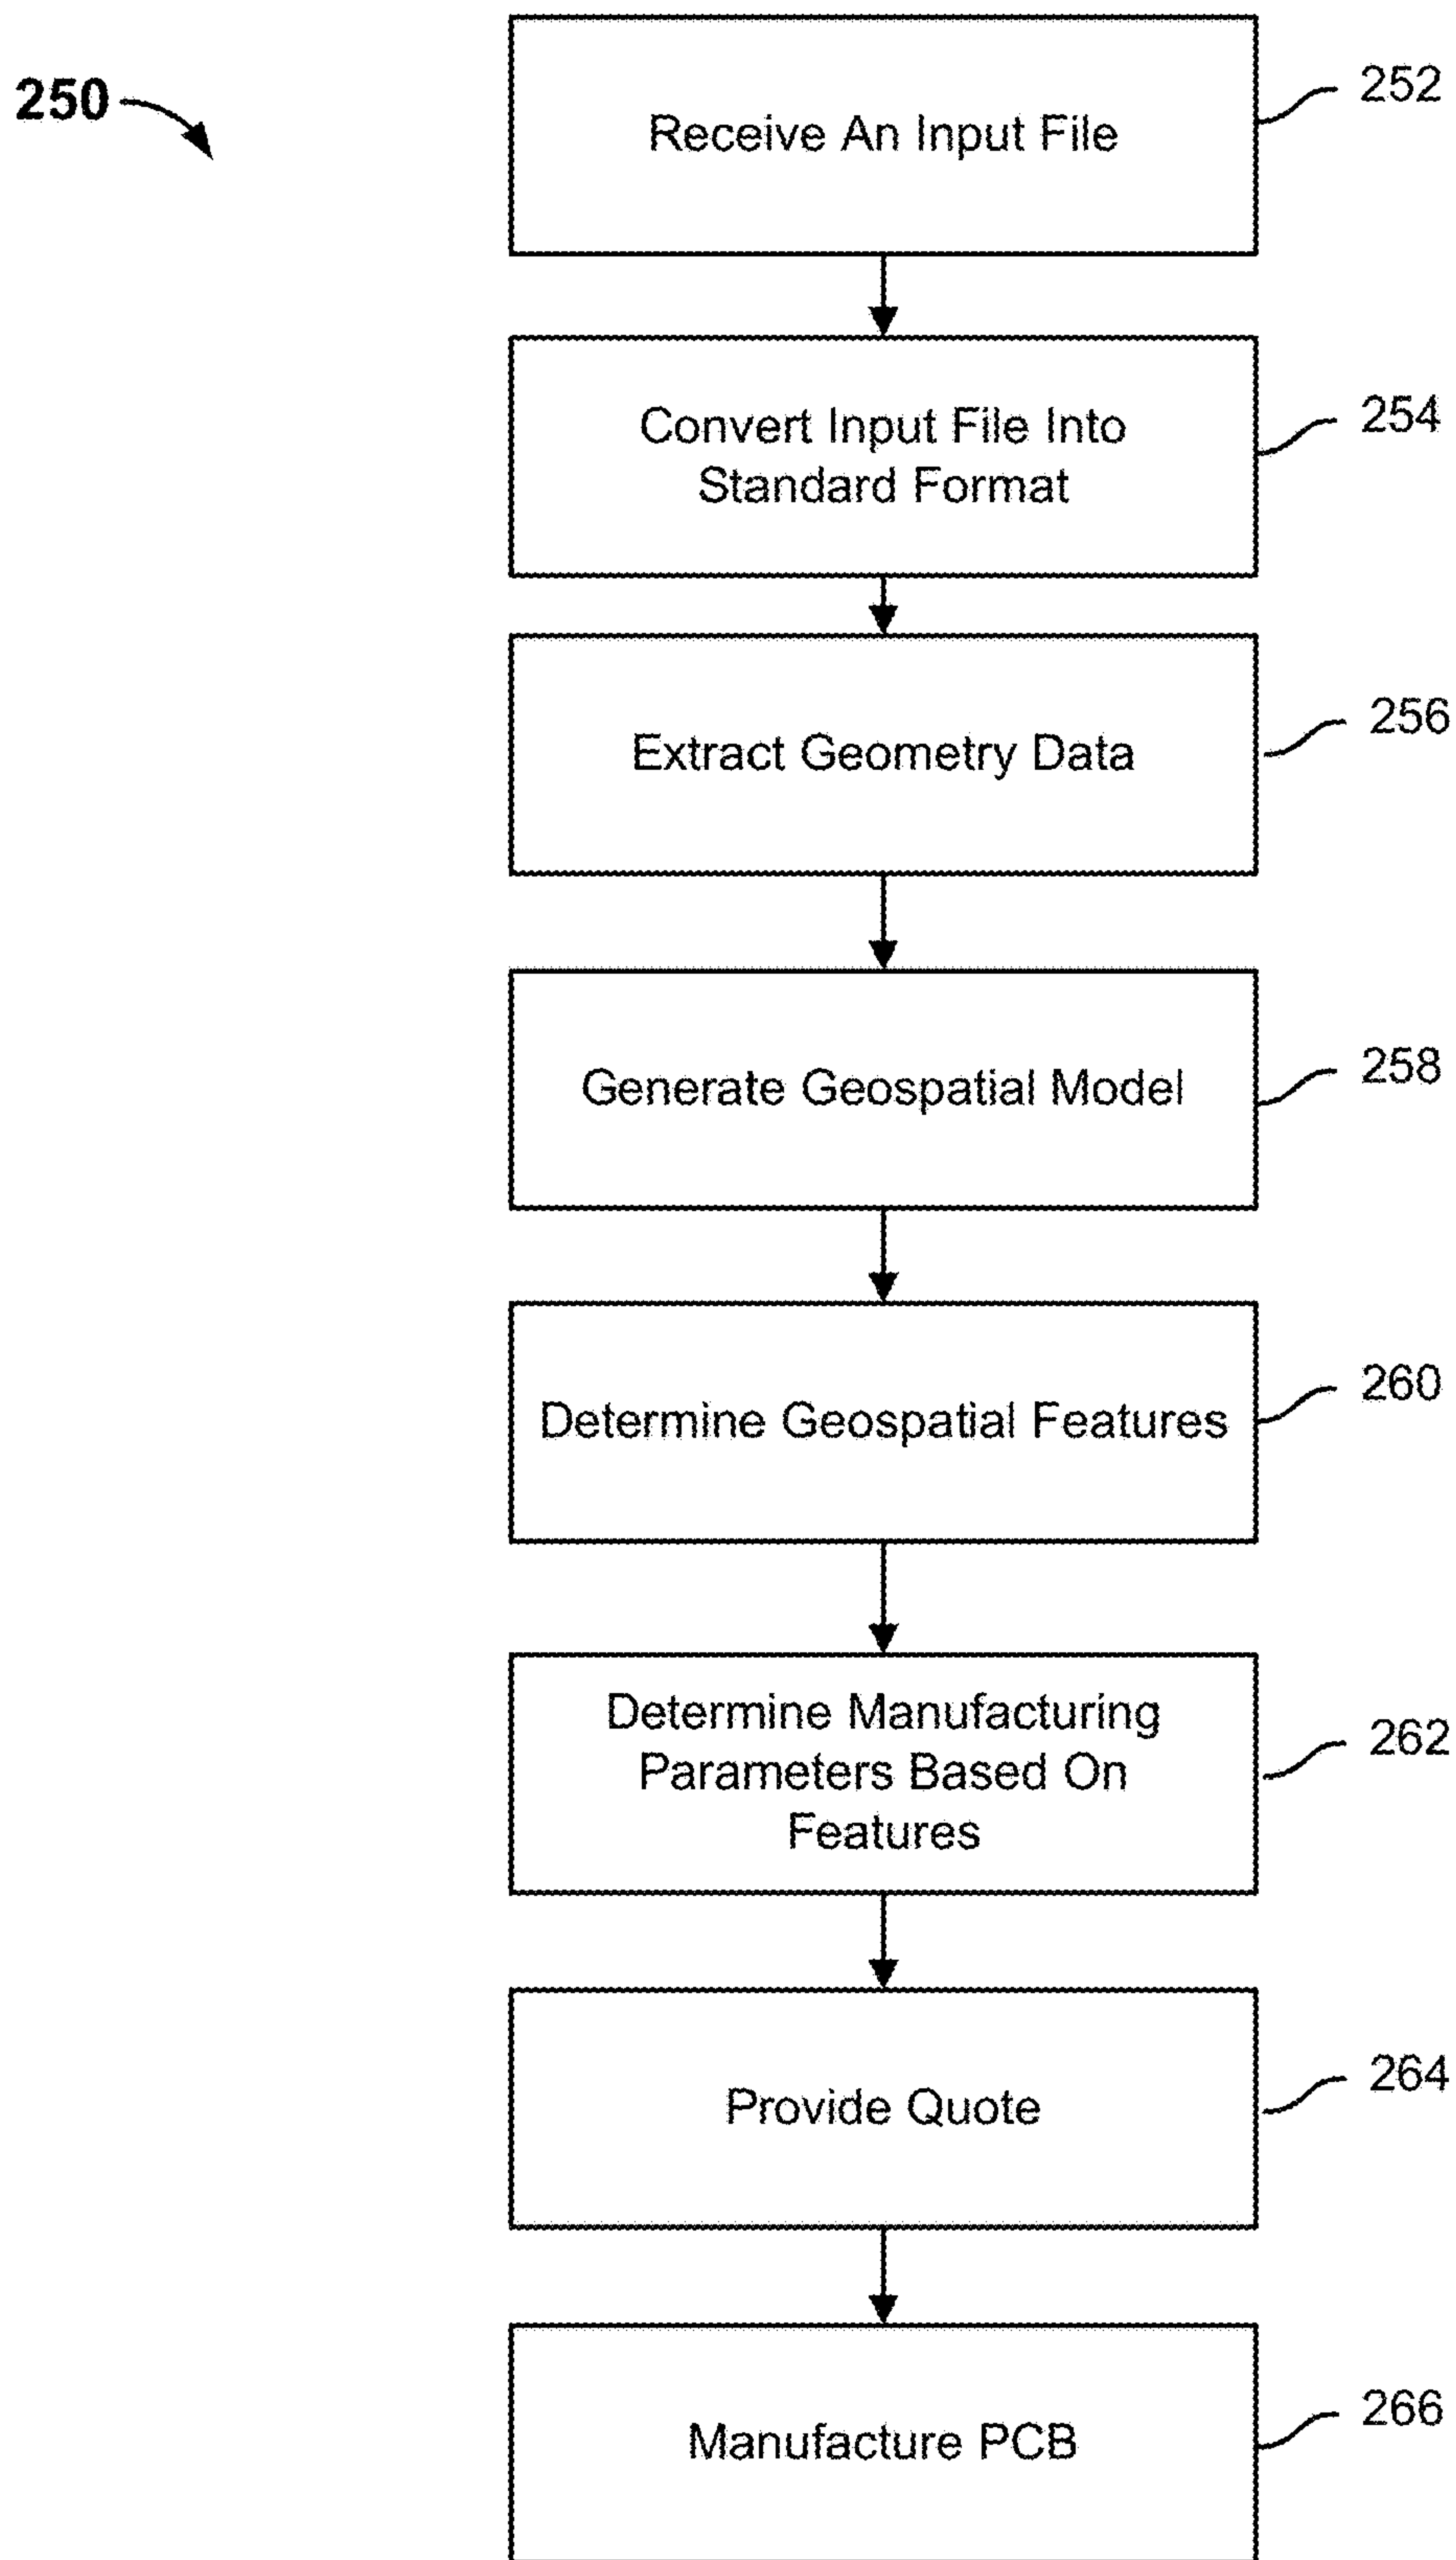 250
Receive An Input File
252
Convert Input File Into
Standard Format
254
Extract Geometry Data
256
Generate Geospatial Model
258
Determine Geospatial Features
260
Determine Manufacturing
Parameters Based On
Features
262
Provide Quote
264
Manufacture PCB
266